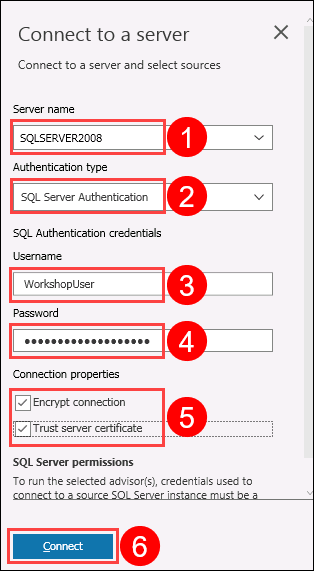 Connect to a server
Connect to a server and select sources
Server name
SQLSERVER2008
1
Authentication type
SQL Server Authentication
2
SQL Authentication credentials
Username
WorkshopUser
3
Password
•••••••••••••••••••
4
Connection properties
Encrypt connection
Trust server certificate
5
SQL Server permissions
To run the selected advisor(s), credentials used to
connect to a source SQL Server instance must be a
Connect
6